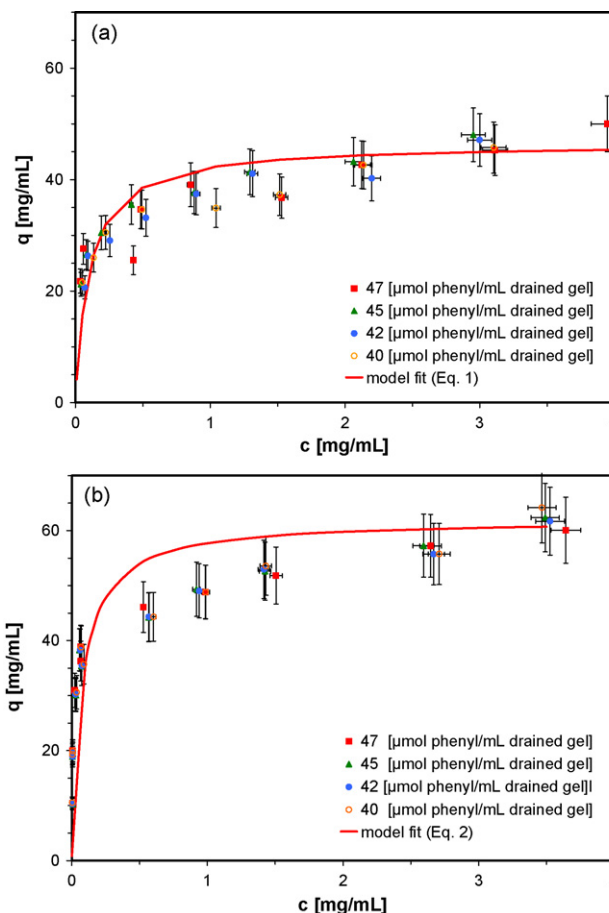 (a)
60
40
20
0
q [mg/mL]
47 [µmol phenyl/mL drained gel]
45 [µmol phenyl/mL drained gel]
42 [µmol phenyl/mL drained gel]
40 [µmol phenyl/mL drained gel]
model fit (Eq. 1)
0 1 2 3
c [mg/mL]
(b)
60
40
20
0
q [mg/mL]
47 [µmol phenyl/mL drained gel]
45 [µmol phenyl/mL drained gel]
42 [µmol phenyl/mL drained gel]l
40 [µmol phenyl/mL drained gel]
model fit (Eq. 2)
0 1 2 3
c [mg/mL]